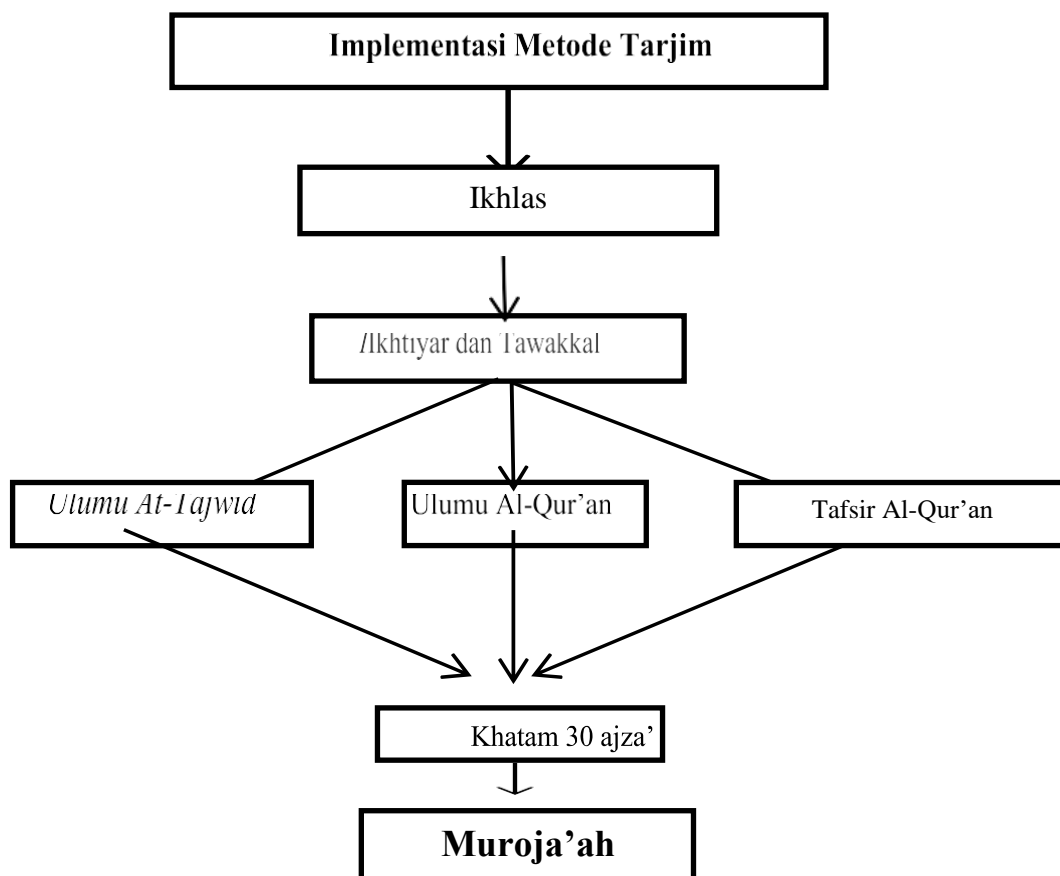 Implementasi Metode Tarjim
Ikhlas
Ikhtiyar dan Tawakkal
Ulumu At-Tajwid
Ulumu Al-Qur’an
Tafsir Al-Qur’an
Khatam 30 ajza’
Muroja’ah